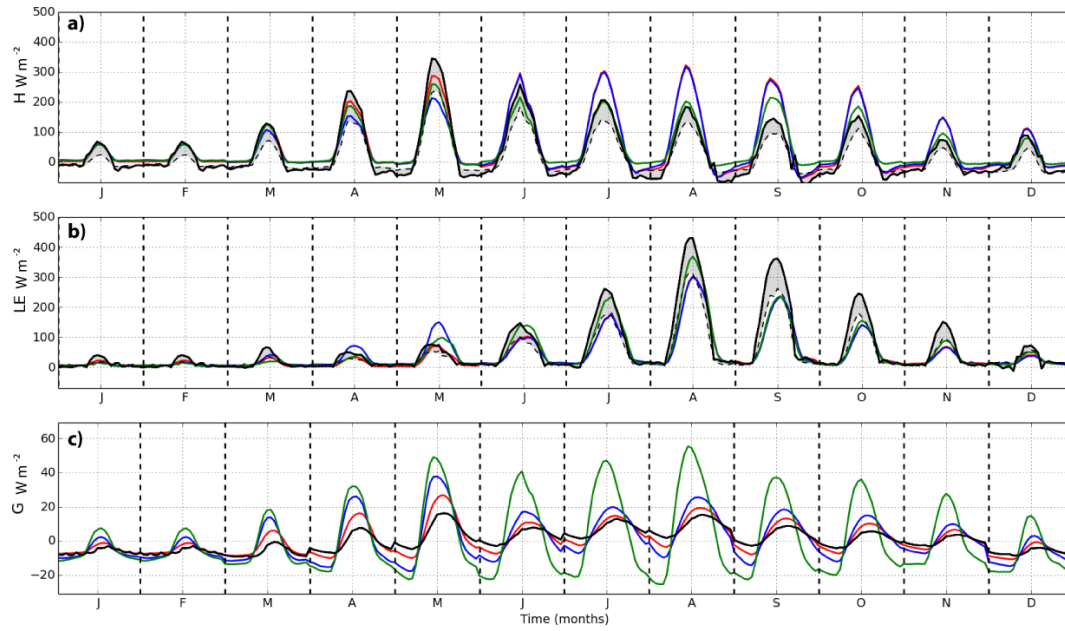 a)
H W m⁻²
500
400
300
200
100
0
J F M A M J J A S O N D
b)
LE W m⁻²
500
400
300
200
100
0
J F M A M J J A S O N D
c)
G W m⁻²
60
40
20
0
−20
J F M A M J J A S O N D
Time (months)